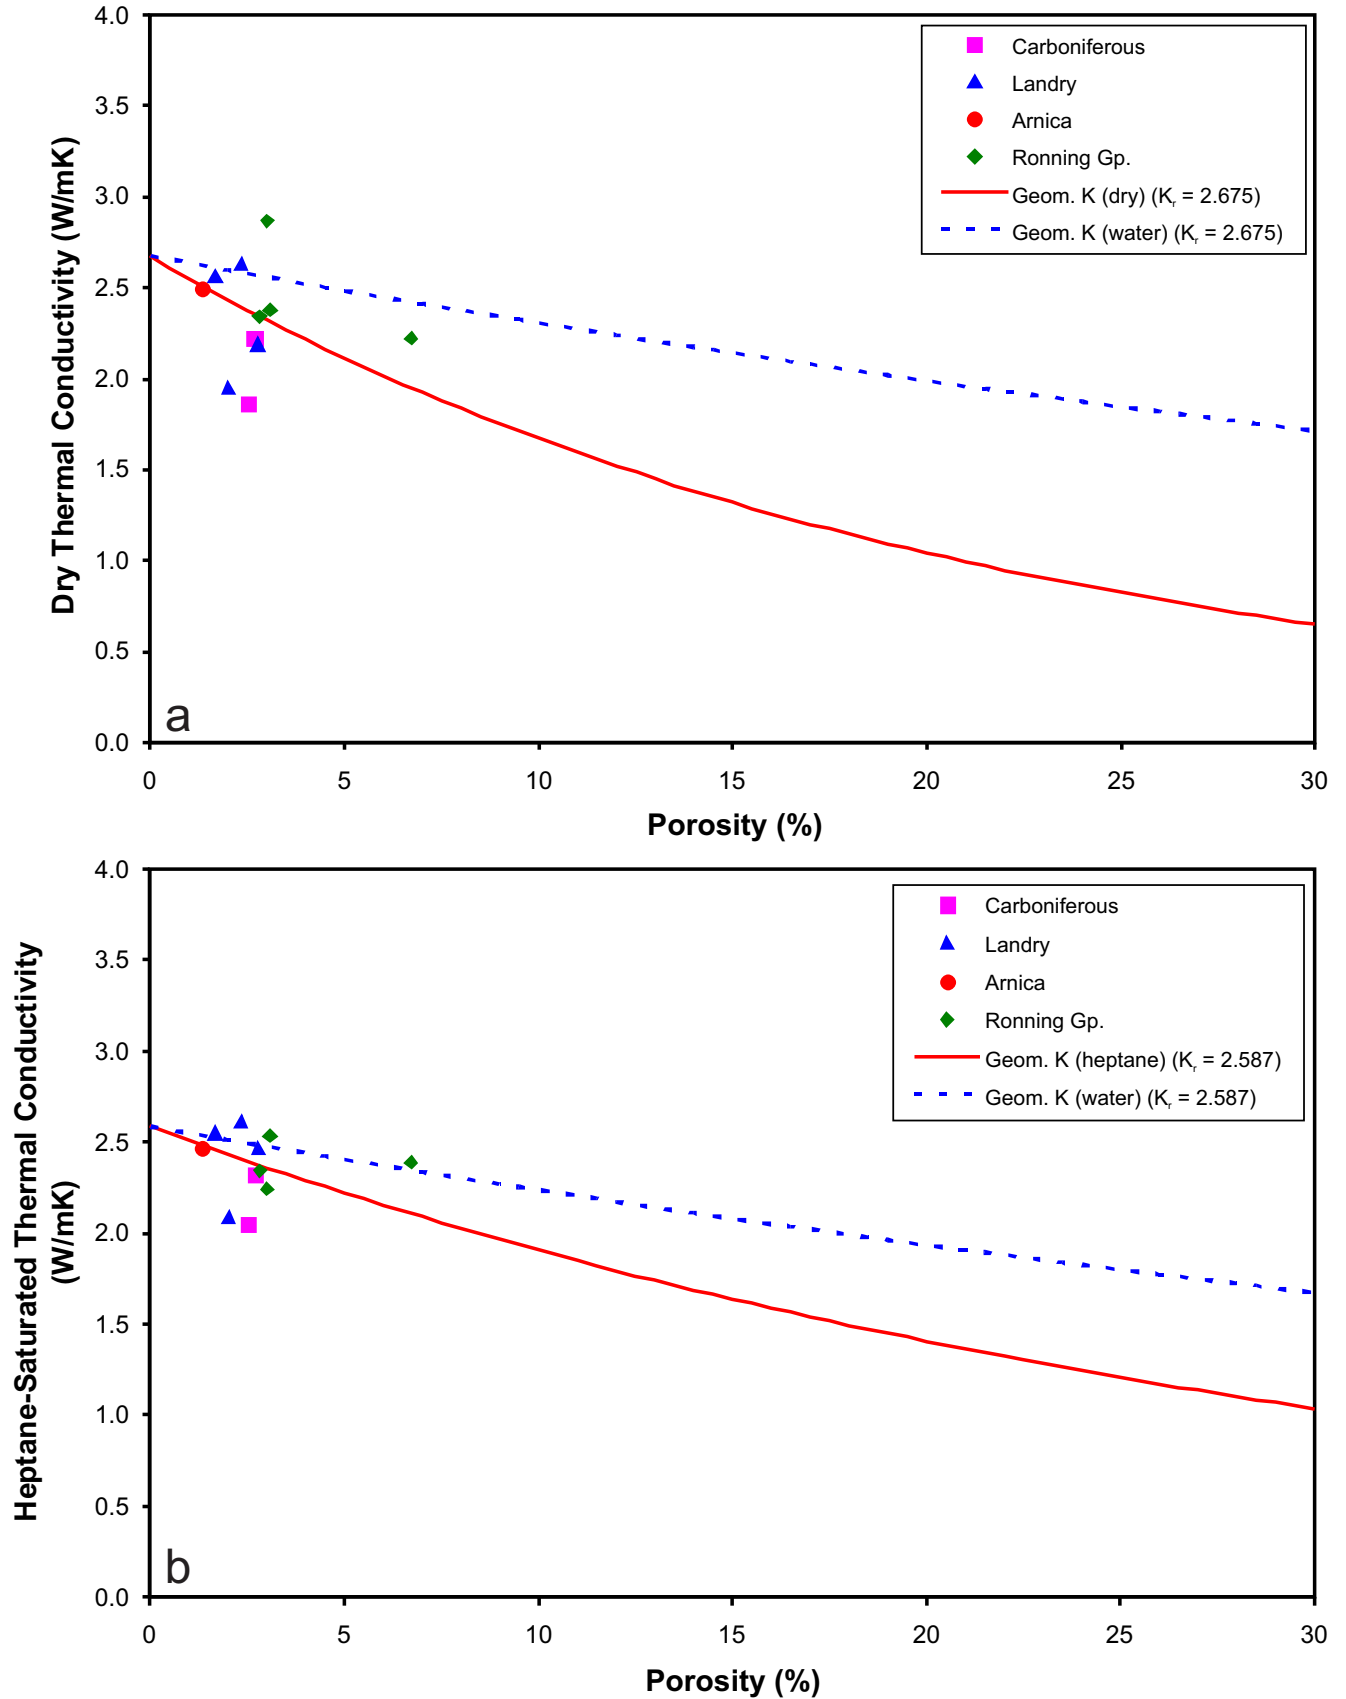 4.0
3.5
3.0
2.5
2.0
1.5
1.0
0.5
0.0
Dry Thermal Conductivity (W/mK)
Carboniferous
Landry
Arnica
Ronning Gp.
Geom. K (dry) (Kr = 2.675)
Geom. K (water) (Kr = 2.675)
a
0 5 10 15 20 25 30
Porosity (%)
4.0
3.5
3.0
2.5
2.0
1.5
1.0
0.5
0.0
Heptane-Saturated Thermal Conductivity
(W/mK)
Carboniferous
Landry
Arnica
Ronning Gp.
Geom. K (heptane) (Kr = 2.587)
Geom. K (water) (Kr = 2.587)
b
0 5 10 15 20 25 30
Porosity (%)